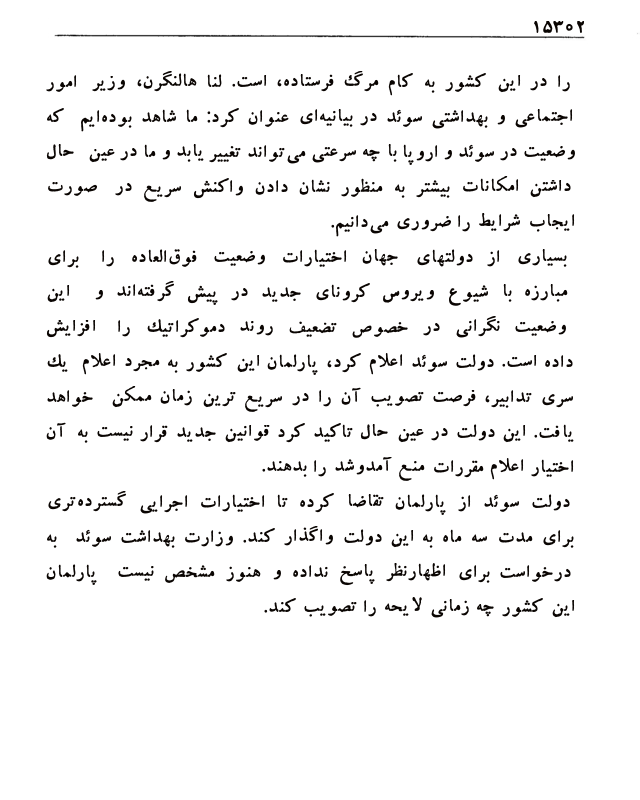 ۱۵۳۰۲
را در این کشور به کام مرگ فرستاده، است. لنا هالنگرن، وزیر امور
اجتماعی و بهداشتی سوئد در بیانیه‌ای عنوان کرد: ما شاهد بوده‌ایم که
وضعیت در سوئد و اروپا با چه سرعتی می‌تواند تغییر یابد و ما در عین حال
داشتن امکانات بیشتر به منظور نشان دادن واکنش سریع در صورت
ایجاب شرایط را ضروری می‌دانیم.
بسیاری از دولتهای جهان اختیارات وضعیت فوق‌العاده را برای
مبارزه با شیوع ویروس کرونای جدید در پیش گرفته‌اند و این
وضعیت نگرانی در خصوص تضعیف روند دموکراتیك را افزایش
داده است. دولت سوئد اعلام کرد، پارلمان این کشور به مجرد اعلام یك
سری تدابیر، فرصت تصویب آن را در سریع ترین زمان ممکن خواهد
یافت. این دولت در عین حال تاکید کرد قوانین جدید قرار نیست به آن
اختیار اعلام مقررات منع آمدوشد را بدهند.
دولت سوئد از پارلمان تقاضا کرده تا اختیارات اجرایی گسترده‌تری
برای مدت سه ماه به این دولت واگذار کند. وزارت بهداشت سوئد به
درخواست برای اظهارنظر پاسخ نداده و هنوز مشخص نیست پارلمان
این کشور چه زمانی لایحه را تصویب کند.